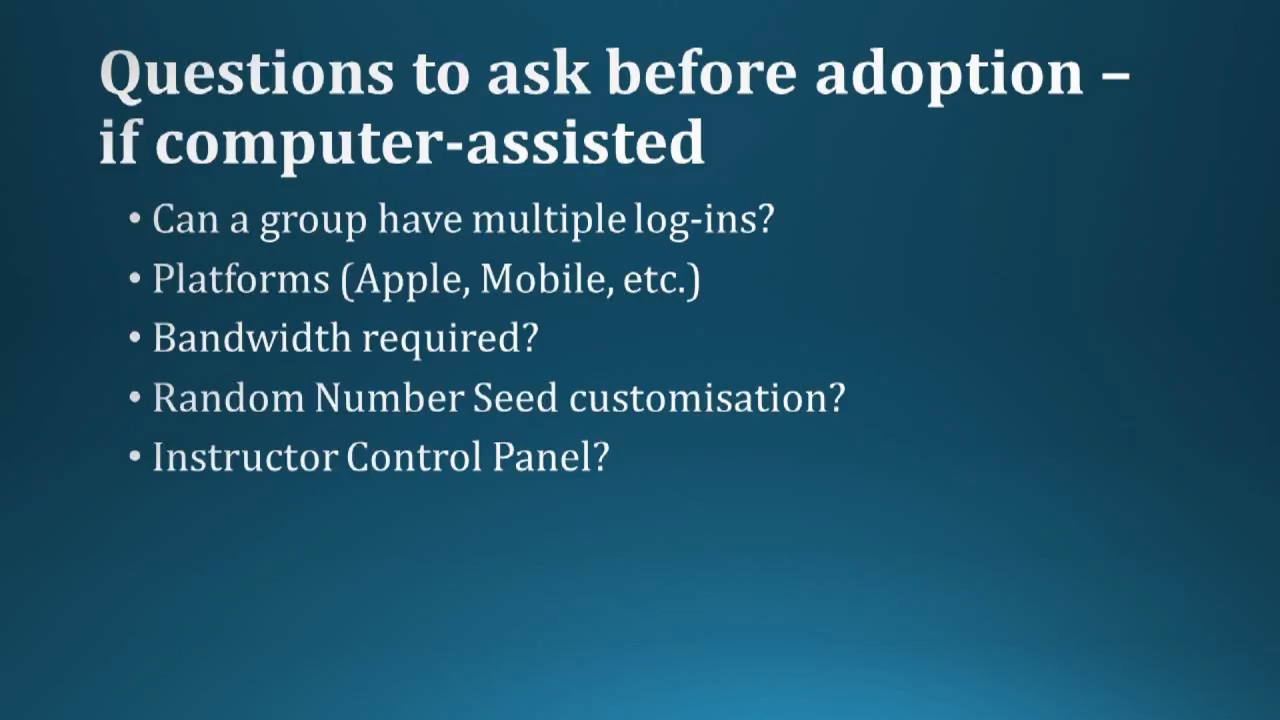 Questions to ask before adoption –
if computer-assisted
• Can a group have multiple log-ins?
• Platforms (Apple, Mobile, etc.)
• Bandwidth required?
• Random Number Seed customisation?
• Instructor Control Panel?